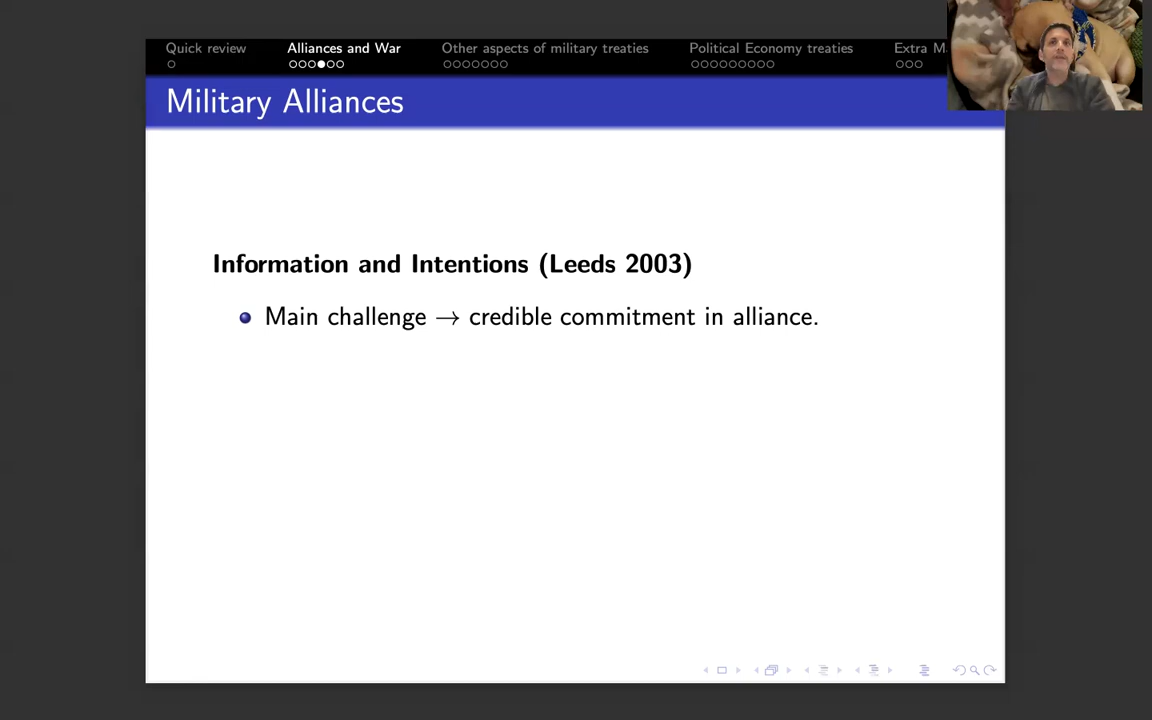 Quick review
Alliances and War
Other aspects of military treaties
Political Economy treaties
Extra M
Military Alliances
Information and Intentions (Leeds 2003)
Main challenge → credible commitment in alliance.